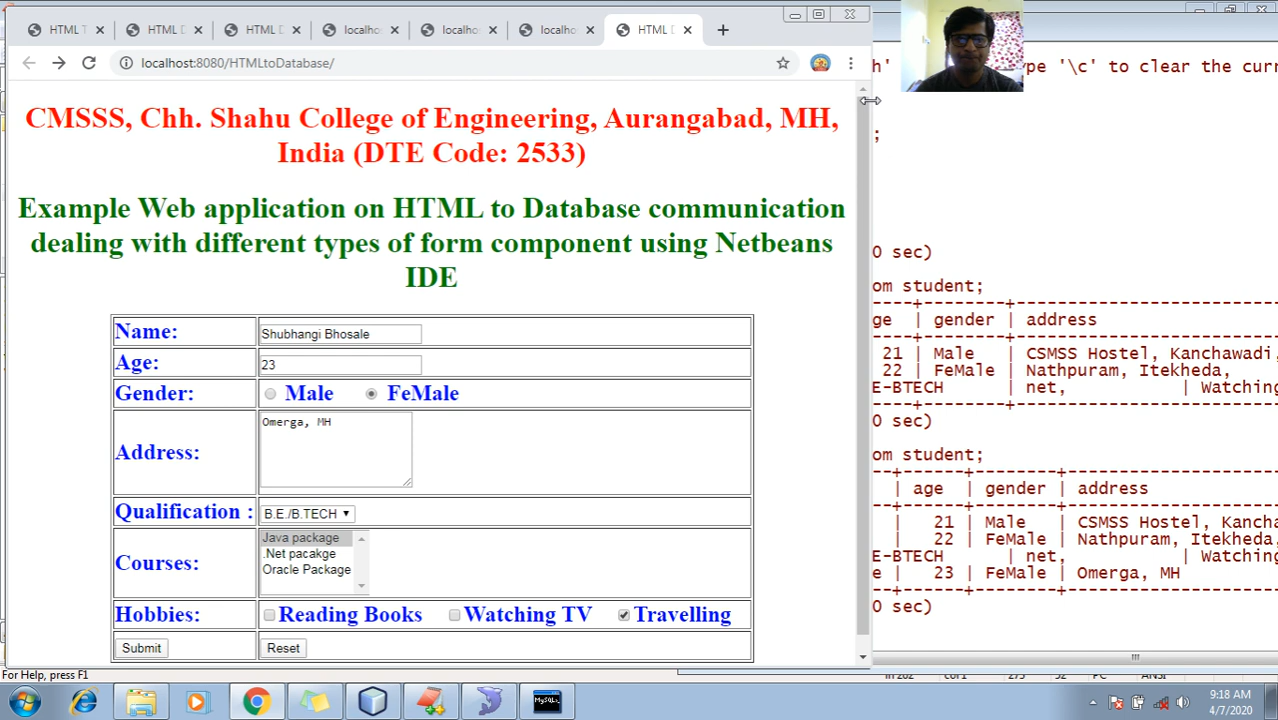 HTML T
HTML D
HTML D
localho
localho
localho
HTML D
localhost:8080/HTMLtoDatabase/
CMSSS, Chh. Shahu College of Engineering, Aurangabad, MH,
India (DTE Code: 2533)
Example Web application on HTML to Database communication
dealing with different types of form component using Netbeans
IDE
Name: Shubhangi Bhosale
Age: 23
Gender: Male FeMale
Address: Omerga, MH
Qualification : B.E./B.TECH
Courses: Java package
.Net pacakge
Oracle Package
Hobbies: Reading Books Watching TV Travelling
Submit Reset
h' ype '\c' to clear the curr
;
0 sec)
om student;
ge | gender | address
21 | Male | CSMSS Hostel, Kanchawadi,
22 | FeMale | Nathpuram, Itekheda,
E-BTECH | net, | Watching
0 sec)
om student;
| age | gender | address
| 21 | Male | CSMSS Hostel, Kancha
| 22 | FeMale | Nathpuram, Itekheda,
E-BTECH | net, | Watching
e | 23 | FeMale | Omerga, MH
0 sec)
For Help, press F1
MySQL
9:18 AM
4/7/2020